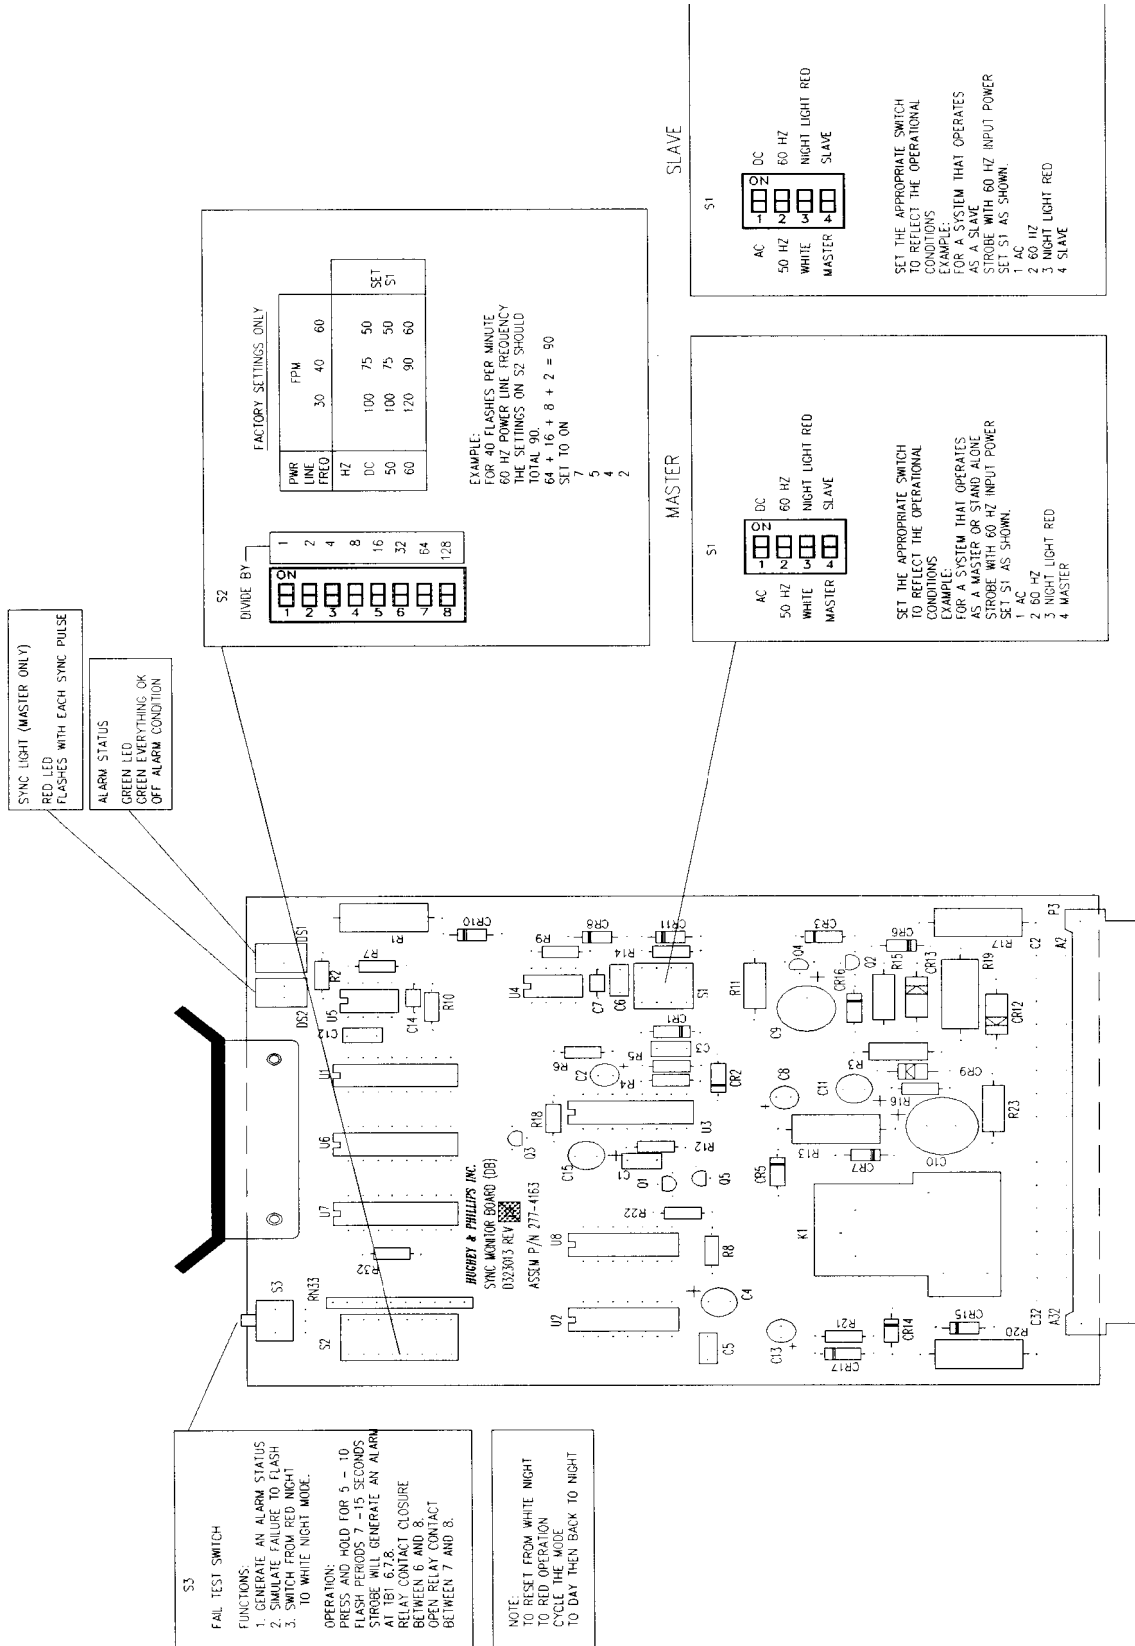 SYNC LIGHT (MASTER ONLY)
RED LED
FLASHES WITH EACH SYNC PULSE
ALARM STATUS
GREEN LED
GREEN EVERYTHING OK
OFF ALARM CONDITION
S3
FAIL TEST SWITCH
FUNCTIONS:
1. GENERATE AN ALARM STATUS
2. SIMULATE FAILURE TO FLASH
3. SWITCH FROM RED NIGHT
TO WHITE NIGHT MODE.
OPERATION:
PRESS AND HOLD FOR 5 - 10
FLASH PERIODS 7 -15 SECONDS
STROBE WILL GENERATE AN ALARM
AT TB1 6,7,8.
RELAY CONTACT CLOSURE
BETWEEN 6 AND 8.
OPEN RELAY CONTACT
BETWEEN 7 AND 8.
NOTE:
TO RESET FROM WHITE NIGHT
TO RED OPERATION
CYCLE THE MODE
TO DAY THEN BACK TO NIGHT
S3
DS2
DS1
S2
RN33
R32
U7
U6
U1
C12
U5
R2
R7
R1
C14
R10
CR10
HUGHEY & PHILLIPS INC.
SYNC MONITOR BOARD (DB)
D323013 REV
ASSEM P/N 277-4163
Q3
R18
R6
U4
R9
CR8
U2
U8
R22
C15
C1
R12
Q1
Q5
U3
C2
R4
R5
C3
CR1
CR2
C7
C6
R14
CR11
S1
C5
C4
R8
C13
CR17
R21
CR14
CR15
R20
K1
CR5
R13
CR7
C8
C11
C10
R16
CR9
R3
R23
C9
R11
Q4
CR3
CR16
Q2
R15
CR6
CR13
R19
R17
CR12
C32
A32
C2
A2
P3
S2
DIVIDE BY
ON
1 1
2 2
3 4
4 8
5 16
6 32
7 64
8 128
FACTORY SETTINGS ONLY
PWR LINE FREQ
FPM
30 40 60
HZ
DC 100 75 50
50 100 75 50
60 120 90 60
SET
S1
EXAMPLE:
FOR 40 FLASHES PER MINUTE
60 HZ POWER LINE FREQUENCY
THE SETTINGS ON S2 SHOULD
TOTAL 90.
64 + 16 + 8 + 2 = 90
SET TO ON
7
5
4
2
MASTER
S1
ON
AC 1 DC
50 HZ 2 60 HZ
WHITE 3 NIGHT LIGHT RED
MASTER 4 SLAVE
SET THE APPROPRIATE SWITCH
TO REFLECT THE OPERATIONAL
CONDITIONS
EXAMPLE:
FOR A SYSTEM THAT OPERATES
AS A MASTER OR STAND ALONE
STROBE WITH 60 HZ INPUT POWER
SET S1 AS SHOWN.
1 AC
2 60 HZ
3 NIGHT LIGHT RED
4 MASTER
SLAVE
S1
ON
AC 1 DC
50 HZ 2 60 HZ
WHITE 3 NIGHT LIGHT RED
MASTER 4 SLAVE
SET THE APPROPRIATE SWITCH
TO REFLECT THE OPERATIONAL
CONDITIONS
EXAMPLE:
FOR A SYSTEM THAT OPERATES
AS A SLAVE
STROBE WITH 60 HZ INPUT POWER
SET S1 AS SHOWN.
1 AC
2 60 HZ
3 NIGHT LIGHT RED
4 SLAVE